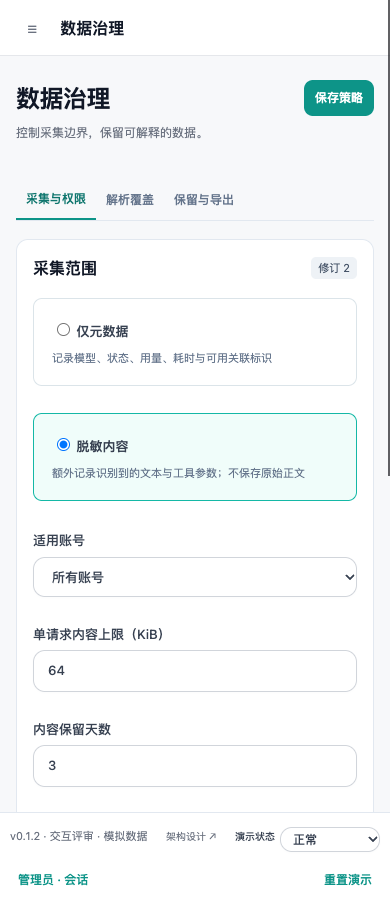 ≡ 数据治理
数据治理 保存策略
控制采集边界，保留可解释的数据。
采集与权限 解析覆盖 保留与导出
采集范围 修订 2
仅元数据
记录模型、状态、用量、耗时与可用关联标识
脱敏内容
额外记录识别到的文本与工具参数；不保存原始正文
适用账号
所有账号
单请求内容上限（KiB）
64
内容保留天数
3
v0.1.2 · 交互评审 · 模拟数据 架构设计 ↗ 演示状态 正常
管理员 · 会话 重置演示